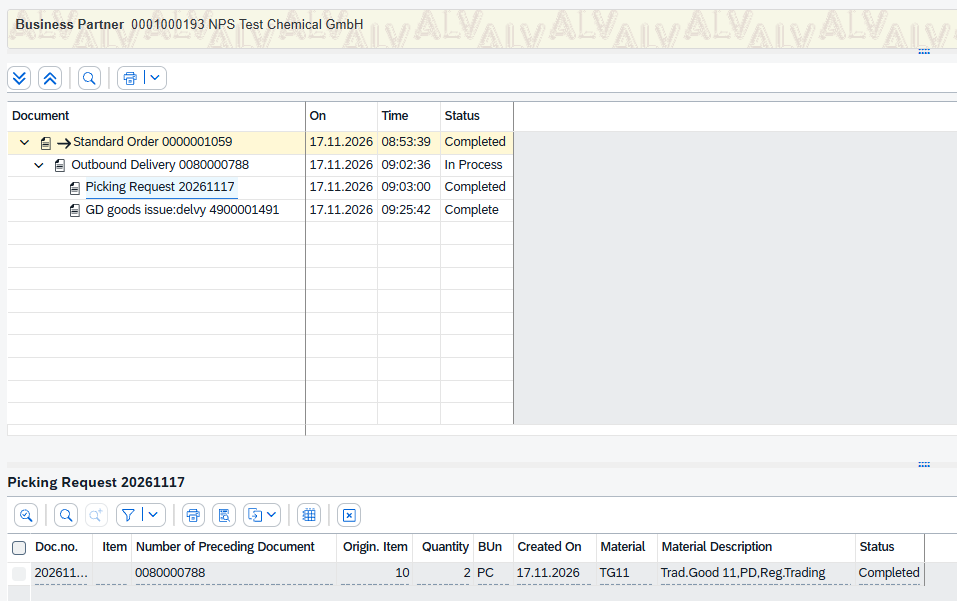 Business Partner 0001000193 NPS Test Chemical GmbH
Document On Time Status
Standard Order 0000001059 17.11.2026 08:53:39 Completed
Outbound Delivery 0080000788 17.11.2026 09:02:36 In Process
Picking Request 20261117 17.11.2026 09:03:00 Completed
GD goods issue:delvy 4900001491 17.11.2026 09:25:42 Complete
Picking Request 20261117
Doc.no. Item Number of Preceding Document Origin. Item Quantity BUn Created On Material Material Description Status
202611... 0080000788 10 2 PC 17.11.2026 TG11 Trad.Good 11,PD,Reg.Trading Completed